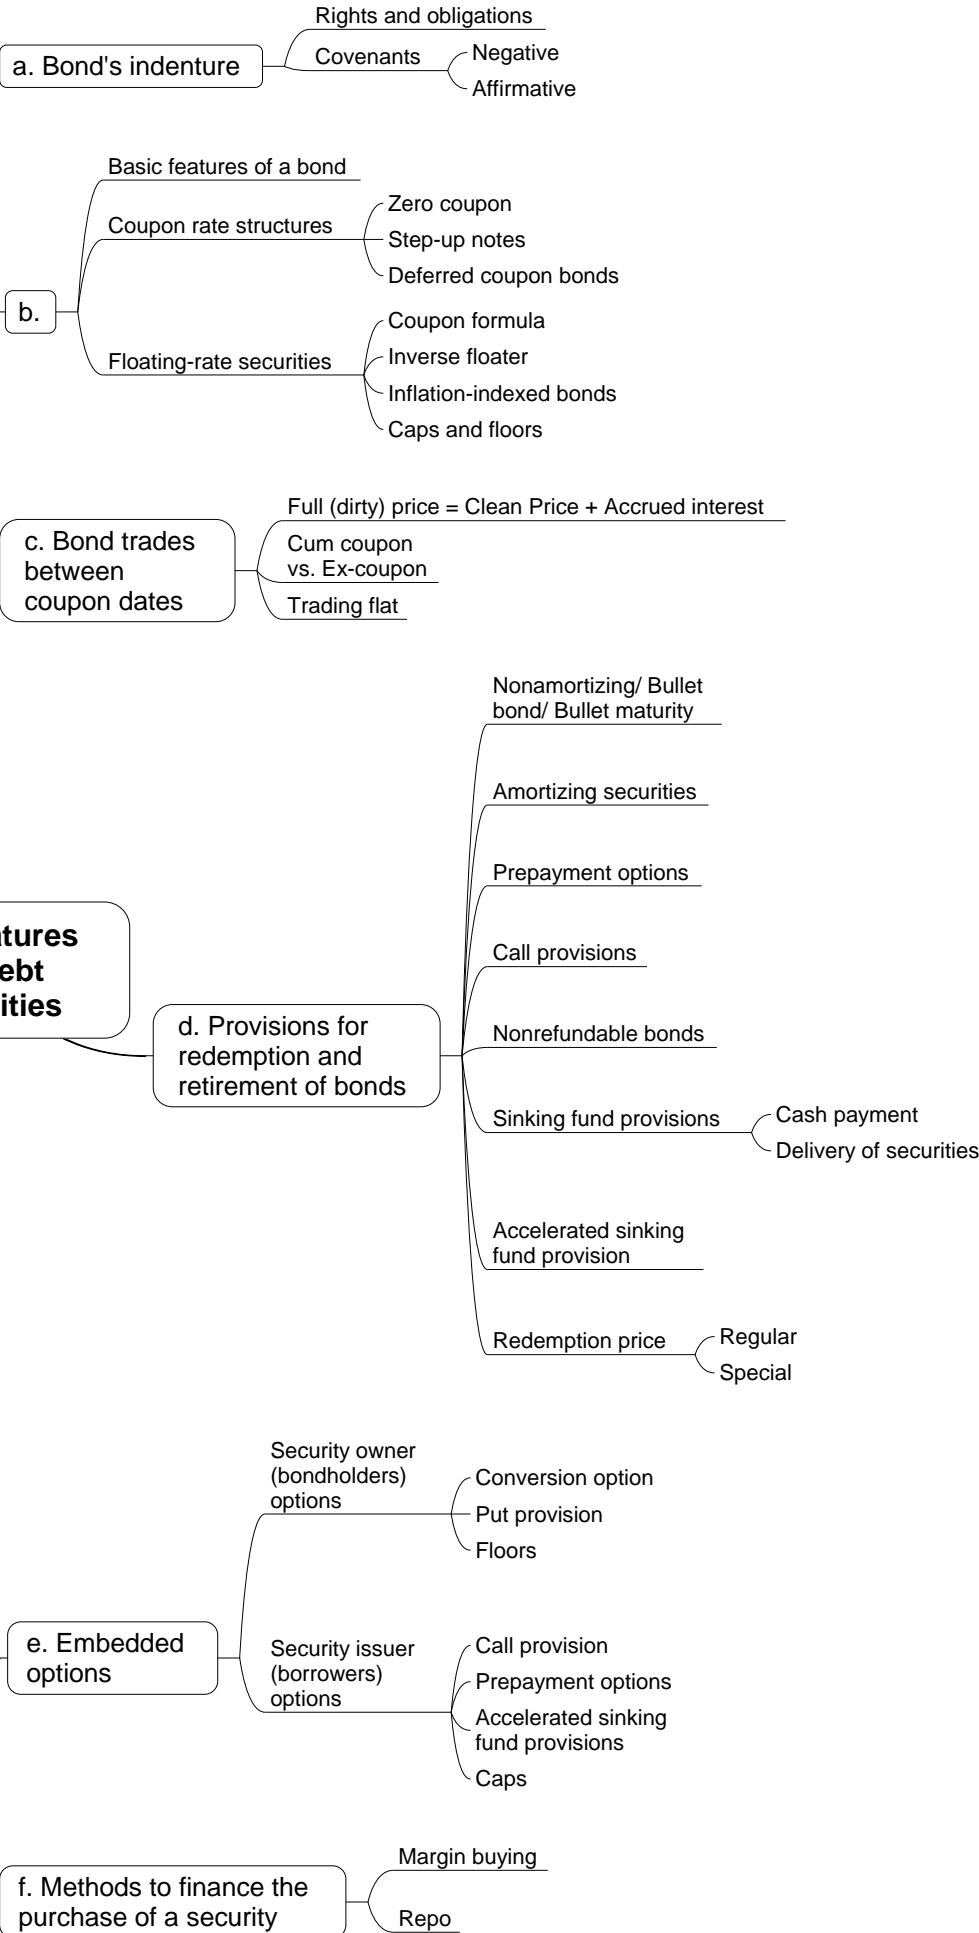 Rights and obligations
a. Bond's indenture
Covenants
Negative
Affirmative
Basic features of a bond
Coupon rate structures
Zero coupon
Step-up notes
Deferred coupon bonds
b.
Floating-rate securities
Coupon formula
Inverse floater
Inflation-indexed bonds
Caps and floors
c. Bond trades
between
coupon dates
Full (dirty) price = Clean Price + Accrued interest
Cum coupon
vs. Ex-coupon
Trading flat
atures
ebt
ities
d. Provisions for
redemption and
retirement of bonds
Nonamortizing/ Bullet
bond/ Bullet maturity
Amortizing securities
Prepayment options
Call provisions
Nonrefundable bonds
Sinking fund provisions
Cash payment
Delivery of securities
Accelerated sinking
fund provision
Redemption price
Regular
Special
e. Embedded
options
Security owner
(bondholders)
options
Conversion option
Put provision
Floors
Security issuer
(borrowers)
options
Call provision
Prepayment options
Accelerated sinking
fund provisions
Caps
f. Methods to finance the
purchase of a security
Margin buying
Repo